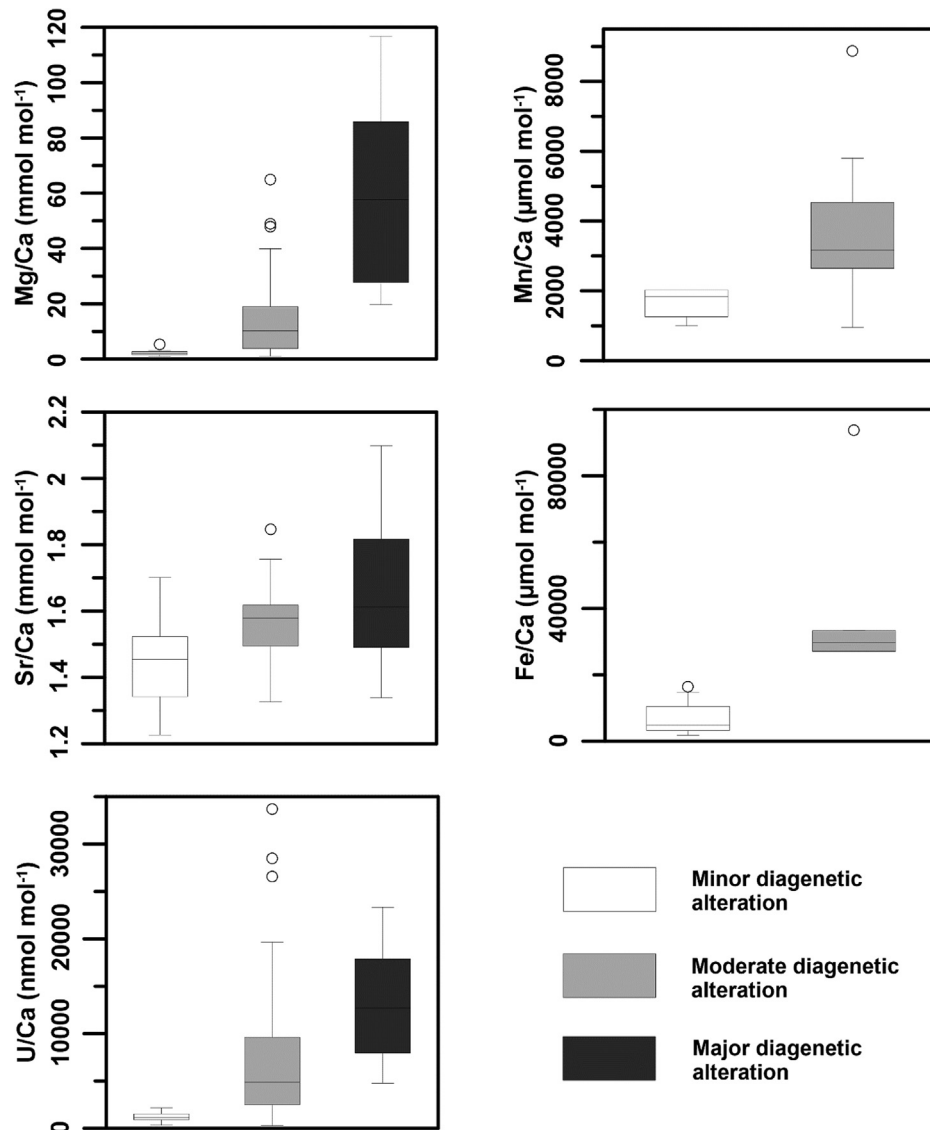 Mg/Ca (mmol mol⁻¹)
120
100
80
60
40
20
0
Mn/Ca (µmol mol⁻¹)
8000
6000
4000
2000
0
Sr/Ca (mmol mol⁻¹)
2.2
2
1.8
1.6
1.4
1.2
Fe/Ca (µmol mol⁻¹)
80000
40000
0
U/Ca (nmol mol⁻¹)
30000
20000
10000
0
Minor diagenetic
alteration
Moderate diagenetic
alteration
Major diagenetic
alteration